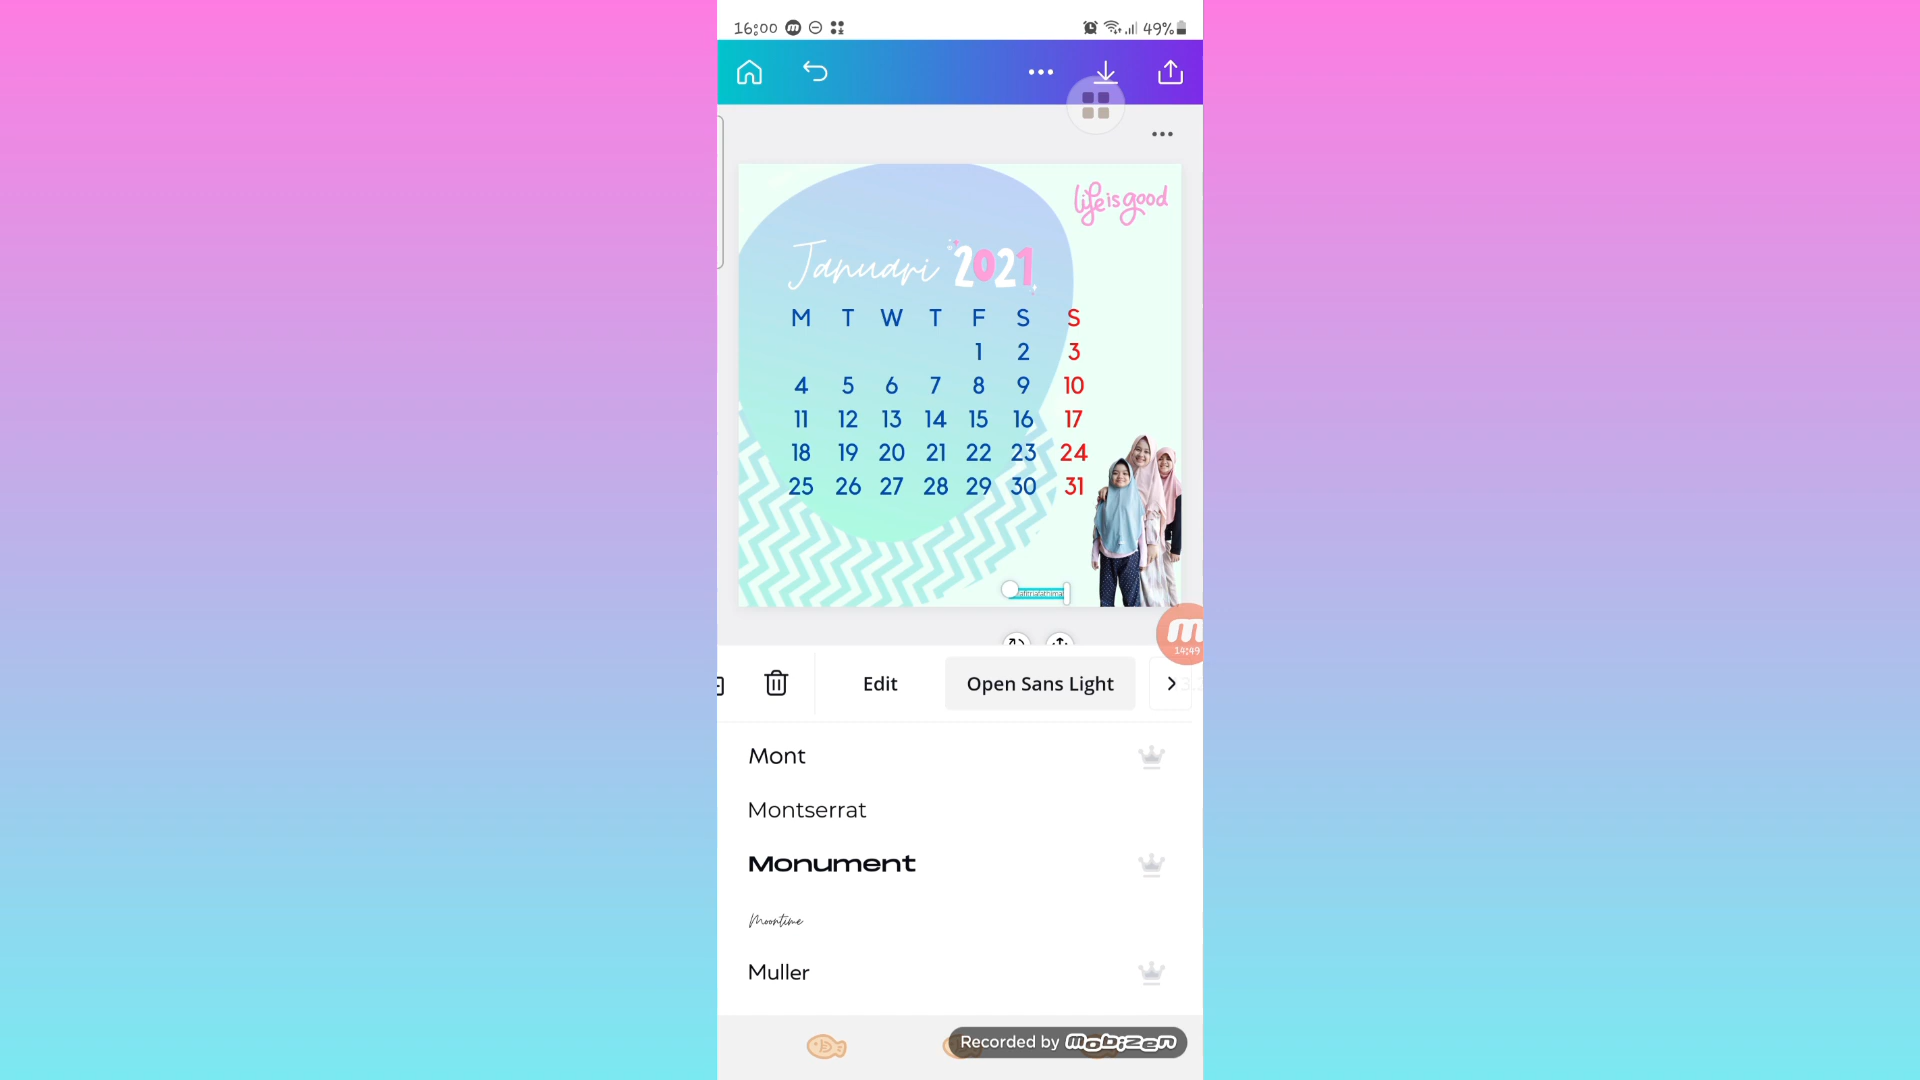 16:00 49%
life is good
Januari 2021
M T W T F S S
1 2 3
4 5 6 7 8 9 10
11 12 13 14 15 16 17
18 19 20 21 22 23 24
25 26 27 28 29 30 31
14:49
Edit Open Sans Light
Mont
Montserrat
Monument
Moontime
Muller
Recorded by mobizen